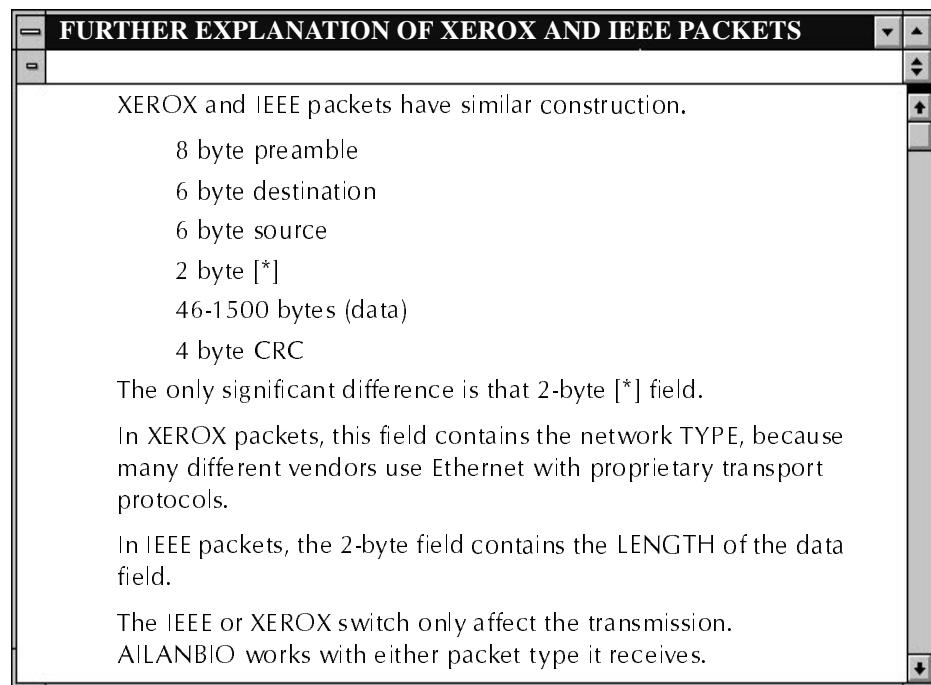 FURTHER EXPLANATION OF XEROX AND IEEE PACKETS
XEROX and IEEE packets have similar construction.
8 byte preamble
6 byte destination
6 byte source
2 byte [*]
46-1500 bytes (data)
4 byte CRC
The only significant difference is that 2-byte [*] field.
In XEROX packets, this field contains the network TYPE, because
many different vendors use Ethernet with proprietary transport
protocols.
In IEEE packets, the 2-byte field contains the LENGTH of the data
field.
The IEEE or XEROX switch only affect the transmission.
AILANBIO works with either packet type it receives.